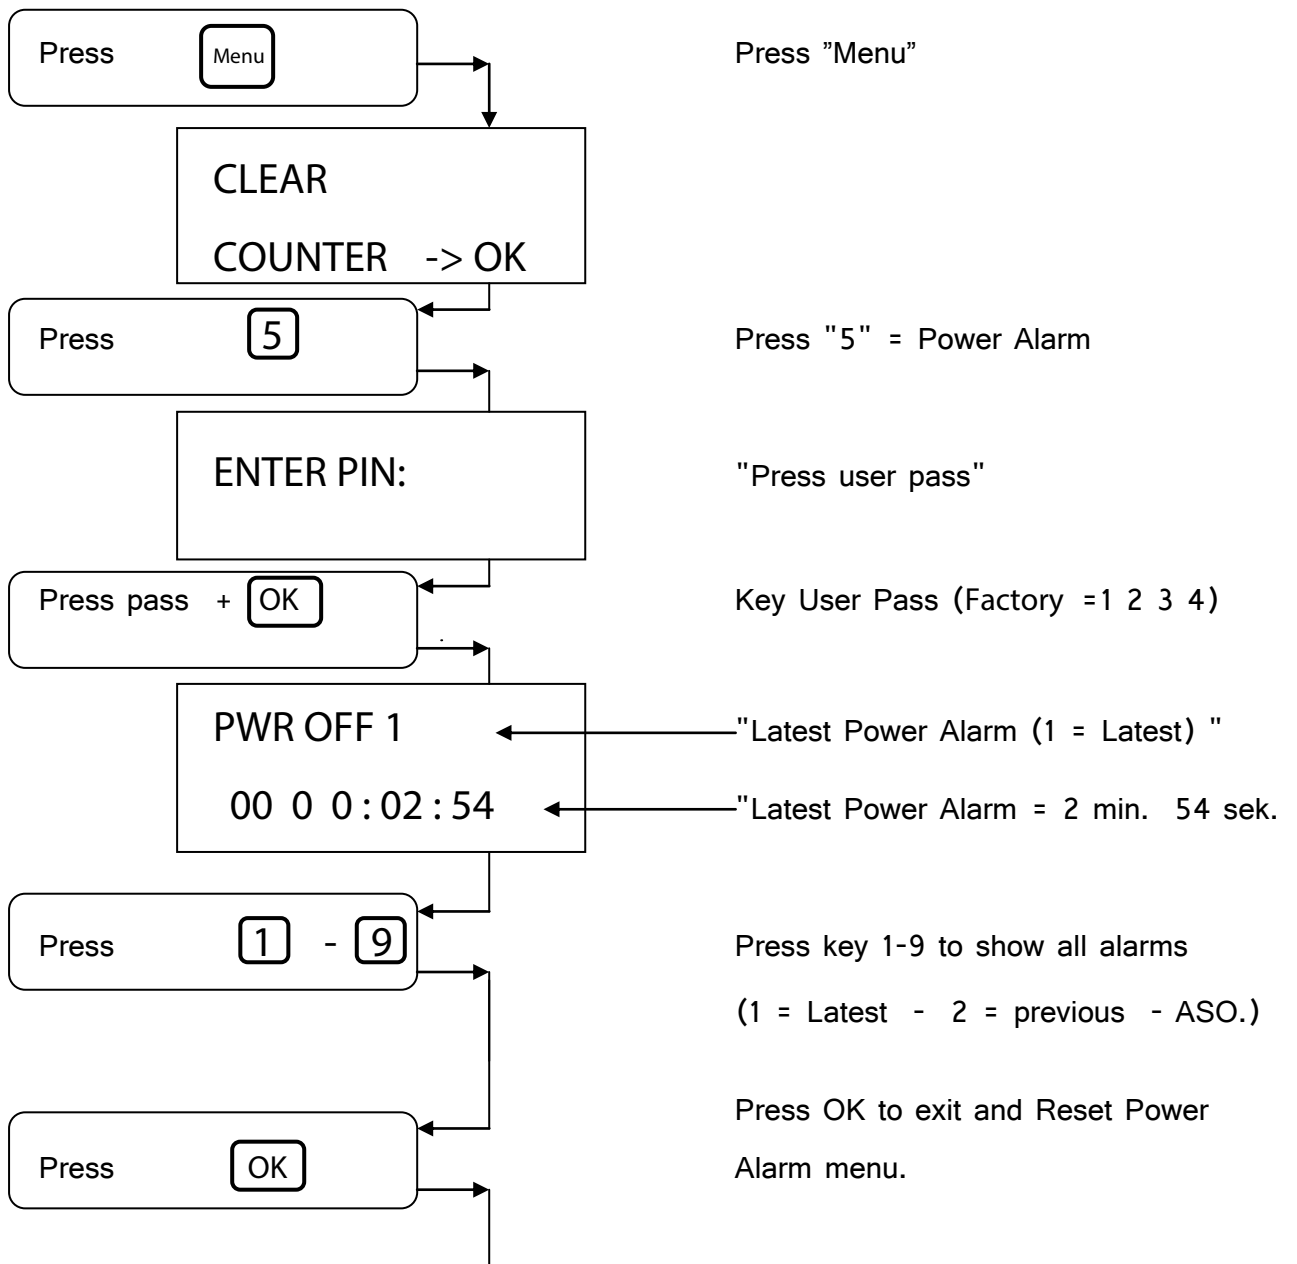 Press Menu Press ”Menu”
CLEAR
COUNTER -> OK
Press 5 Press "5" = Power Alarm
ENTER PIN: "Press user pass"
Press pass + OK Key User Pass (Factory =1 2 3 4)
PWR OFF 1 "Latest Power Alarm (1 = Latest) "
00 0 0 : 02 : 54 "Latest Power Alarm = 2 min. 54 sek.
Press 1 - 9 Press key 1-9 to show all alarms
(1 = Latest - 2 = previous - ASO.)
Press OK to exit and Reset Power
Press OK Alarm menu.